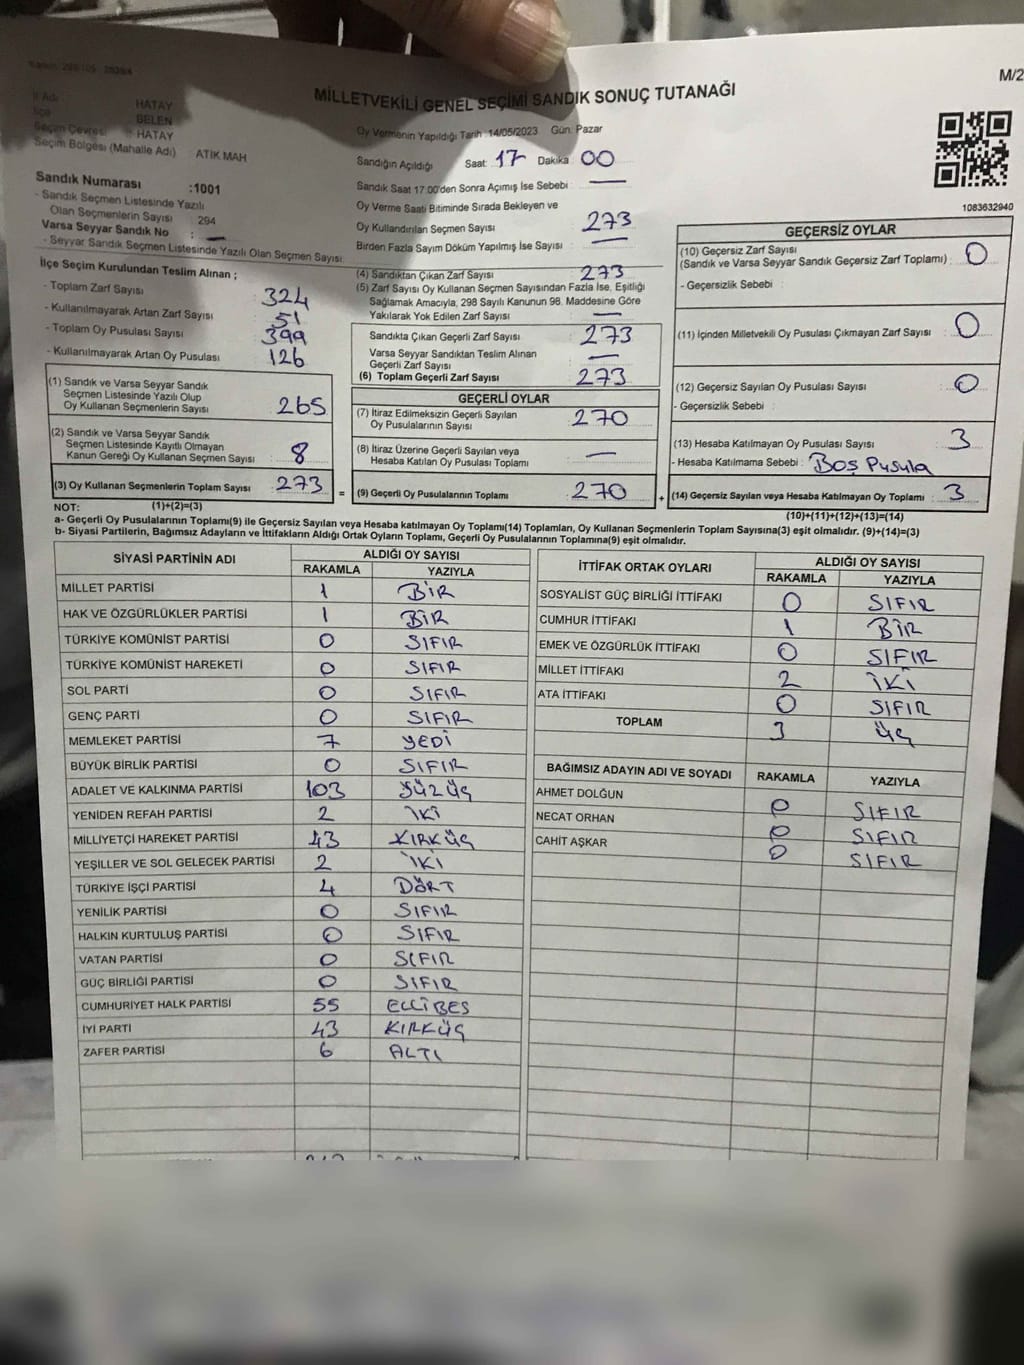 M/2
MİLLETVEKİLİ GENEL SEÇİMİ SANDIK SONUÇ TUTANAĞI
İl Adı HATAY
İlçe BELEN
Seçim Çevresi HATAY
Seçim Bölgesi (Mahalle Adı) ATIK MAH
Sandık Numarası :1001
- Sandık Seçmen Listesinde Yazılı
Olan Seçmenlerin Sayısı : 294
Varsa Seyyar Sandık No : —
- Seyyar Sandık Seçmen Listesinde Yazılı Olan Seçmen Sayısı:
İlçe Seçim Kurulundan Teslim Alınan ;
- Toplam Zarf Sayısı : 324
- Kullanılmayarak Artan Zarf Sayısı : 51
- Toplam Oy Pusulası Sayısı : 399
- Kullanılmayarak Artan Oy Pusulası 126
(1) Sandık ve Varsa Seyyar Sandık
Seçmen Listesinde Yazılı Olup
Oy Kullanan Seçmenlerin Sayısı : 265
(2) Sandık ve Varsa Seyyar Sandık
Seçmen Listesinde Kayıtlı Olmayan
Kanun Gereği Oy Kullanan Seçmen Sayısı : 8
(3) Oy Kullanan Seçmenlerin Toplam Sayısı : 273
(1)+(2)=(3)
Oy Vermenin Yapıldığı Tarih :14/05/2023 Gün: Pazar
Sandığın Açıldığı Saat: 17 Dakika : 00
Sandık Saat 17.00'den Sonra Açımış İse Sebebi : —
Oy Verme Saati Bitiminde Sırada Bekleyen ve
Oy Kullandırılan Seçmen Sayısı : 273
Birden Fazla Sayım Döküm Yapılmış İse Sayısı : —
(4) Sandıktan Çıkan Zarf Sayısı : 273
(5) Zarf Sayısı Oy Kullanan Seçmen Sayısından Fazla İse, Eşitliği
Sağlamak Amacıyla, 298 Sayılı Kanunun 98. Maddesine Göre
Yakılarak Yok Edilen Zarf Sayısı : —
Sandıkta Çıkan Geçerli Zarf Sayısı : 273
Varsa Seyyar Sandıktan Teslim Alınan
Geçerli Zarf Sayısı : —
(6) Toplam Geçerli Zarf Sayısı : 273
GEÇERLİ OYLAR
(7) İtiraz Edilmeksizin Geçerli Sayılan
Oy Pusulalarının Sayısı : 270
(8) İtiraz Üzerine Geçerli Sayılan veya
Hesaba Katılan Oy Pusulası Toplamı : —
= (9) Geçerli Oy Pusulalarının Toplamı : 270 +
1083632940
GEÇERSİZ OYLAR
(10) Geçersiz Zarf Sayısı
(Sandık ve Varsa Seyyar Sandık Geçersiz Zarf Toplamı) : 0
- Geçersizlik Sebebi :
(11) İçinden Milletvekili Oy Pusulası Çıkmayan Zarf Sayısı : 0
(12) Geçersiz Sayılan Oy Pusulası Sayısı : 0
- Geçersizlik Sebebi :
(13) Hesaba Katılmayan Oy Pusulası Sayısı : 3
- Hesaba Katılmama Sebebi : Boş Pusula
(14) Geçersiz Sayılan veya Hesaba Katılmayan Oy Toplamı : 3
(10)+(11)+(12)+(13)=(14)
NOT:
a- Geçerli Oy Pusulalarının Toplamı(9) ile Geçersiz Sayılan veya Hesaba katılmayan Oy Toplamı(14) Toplamları, Oy Kullanan Seçmenlerin Toplam Sayısına(3) eşit olmalıdır. (9)+(14)=(3)
b- Siyasi Partilerin, Bağımsız Adayların ve İttifakların Aldığı Ortak Oyların Toplamı, Geçerli Oy Pusulalarının Toplamına(9) eşit olmalıdır.
SİYASİ PARTİNİN ADI ALDIĞI OY SAYISI
RAKAMLA YAZIYLA
MİLLET PARTİSİ 1 BİR
HAK VE ÖZGÜRLÜKLER PARTİSİ 1 BİR
TÜRKİYE KOMÜNİST PARTİSİ 0 SIFIR
TÜRKİYE KOMÜNİST HAREKETİ 0 SIFIR
SOL PARTİ 0 SIFIR
GENÇ PARTİ 0 SIFIR
MEMLEKET PARTİSİ 7 YEDİ
BÜYÜK BİRLİK PARTİSİ 0 SIFIR
ADALET VE KALKINMA PARTİSİ 103 YÜZÜÇ
YENİDEN REFAH PARTİSİ 2 İKİ
MİLLİYETÇİ HAREKET PARTİSİ 43 KIRKÜÇ
YEŞİLLER VE SOL GELECEK PARTİSİ 2 İKİ
TÜRKİYE İŞÇİ PARTİSİ 4 DÖRT
YENİLİK PARTİSİ 0 SIFIR
HALKIN KURTULUŞ PARTİSİ 0 SIFIR
VATAN PARTİSİ 0 SIFIR
GÜÇ BİRLİĞİ PARTİSİ 0 SIFIR
CUMHURİYET HALK PARTİSİ 55 ELLİBEŞ
İYİ PARTİ 43 KIRKÜÇ
ZAFER PARTİSİ 6 ALTI
İTTİFAK ORTAK OYLARI ALDIĞI OY SAYISI
RAKAMLA YAZIYLA
SOSYALİST GÜÇ BİRLİĞİ İTTİFAKI 0 SIFIR
CUMHUR İTTİFAKI 1 BİR
EMEK VE ÖZGÜRLÜK İTTİFAKI 0 SIFIR
MİLLET İTTİFAKI 2 İKİ
ATA İTTİFAKI 0 SIFIR
TOPLAM 3 ÜÇ
BAĞIMSIZ ADAYIN ADI VE SOYADI RAKAMLA YAZIYLA
AHMET DOLĞUN 0 SIFIR
NECAT ORHAN 0 SIFIR
CAHİT AŞKAR 0 SIFIR